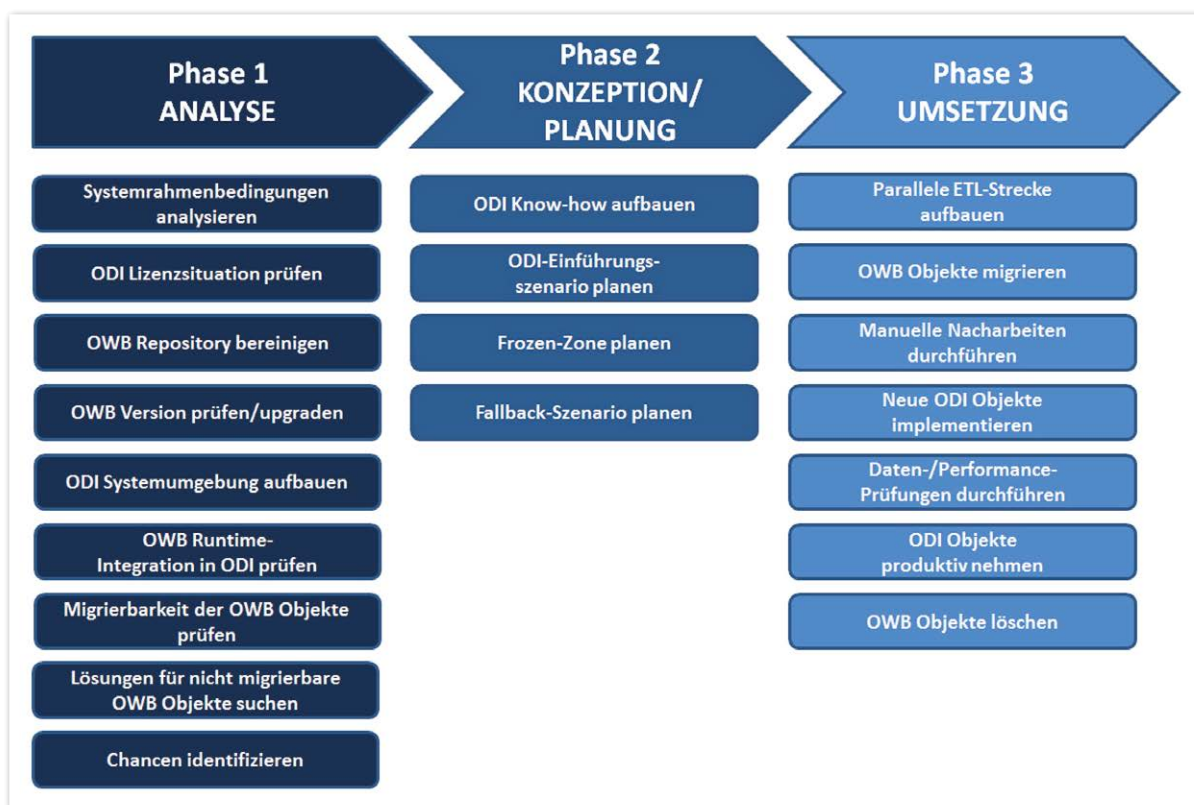 Phase 1
ANALYSE
Systemrahmenbedingungen
analysieren
ODI Lizenzsituation prüfen
OWB Repository bereinigen
OWB Version prüfen/upgraden
ODI Systemumgebung aufbauen
OWB Runtime-
Integration in ODI prüfen
Migrierbarkeit der OWB Objekte
prüfen
Lösungen für nicht migrierbare
OWB Objekte suchen
Chancen identifizieren
Phase 2
KONZEPTION/
PLANUNG
ODI Know-how aufbauen
ODI-Einführungs-
szenario planen
Frozen-Zone planen
Fallback-Szenario planen
Phase 3
UMSETZUNG
Parallele ETL-Strecke
aufbauen
OWB Objekte migrieren
Manuelle Nacharbeiten
durchführen
Neue ODI Objekte
implementieren
Daten-/Performance-
Prüfungen durchführen
ODI Objekte
produktiv nehmen
OWB Objekte löschen